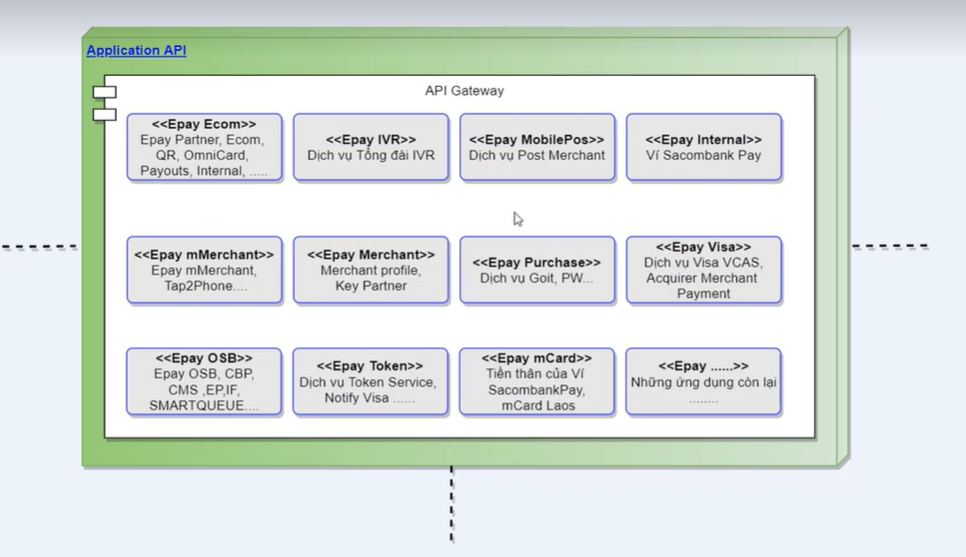 Application API
API Gateway
<<Epay Ecom>>
Epay Partner, Ecom,
QR, OmniCard,
Payouts, Internal, .....
<<Epay IVR>>
Dịch vụ Tổng đài IVR
<<Epay MobilePos>>
Dịch vụ Post Merchant
<<Epay Internal>>
Ví Sacombank Pay
<<Epay mMerchant>>
Epay mMerchant,
Tap2Phone....
<<Epay Merchant>>
Merchant profile,
Key Partner
<<Epay Purchase>>
Dịch vụ Goit, PW...
<<Epay Visa>>
Dịch vụ Visa VCAS,
Acquirer Merchant
Payment
<<Epay OSB>>
Epay OSB, CBP,
CMS ,EP,IF,
SMARTQUEUE....
<<Epay Token>>
Dịch vụ Token Service,
Notify Visa ......
<<Epay mCard>>
Tiền thân của Ví
SacombankPay,
mCard Laos
<<Epay ......>>
Những ứng dụng còn lại
........